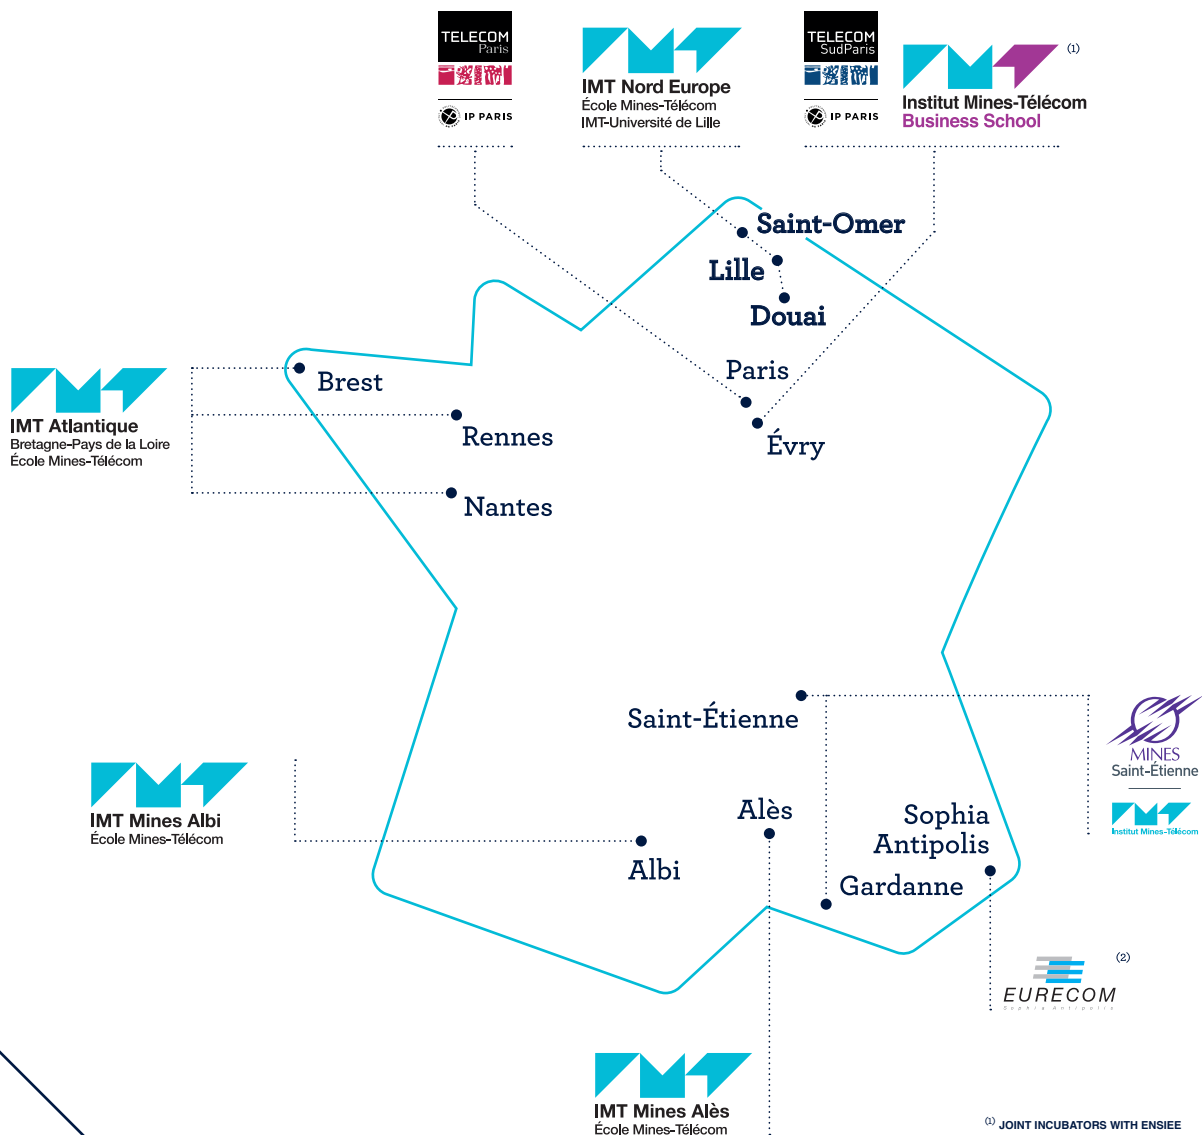 TELECOM
Paris
IP PARIS
IMT Nord Europe
École Mines-Télécom
IMT-Université de Lille
TELECOM
SudParis
IP PARIS
(1)
Institut Mines-Télécom
Business School
Saint-Omer
Lille
Douai
Paris
Évry
Brest
Rennes
Nantes
IMT Atlantique
Bretagne-Pays de la Loire
École Mines-Télécom
Saint-Étienne
MINES
Saint-Étienne
Institut Mines-Télécom
IMT Mines Albi
École Mines-Télécom
Albi
Alès
Sophia
Antipolis
Gardanne
(2)
EURECOM
Sophia Antipolis
IMT Mines Alès
École Mines-Télécom
(1) JOINT INCUBATORS WITH ENSIEE